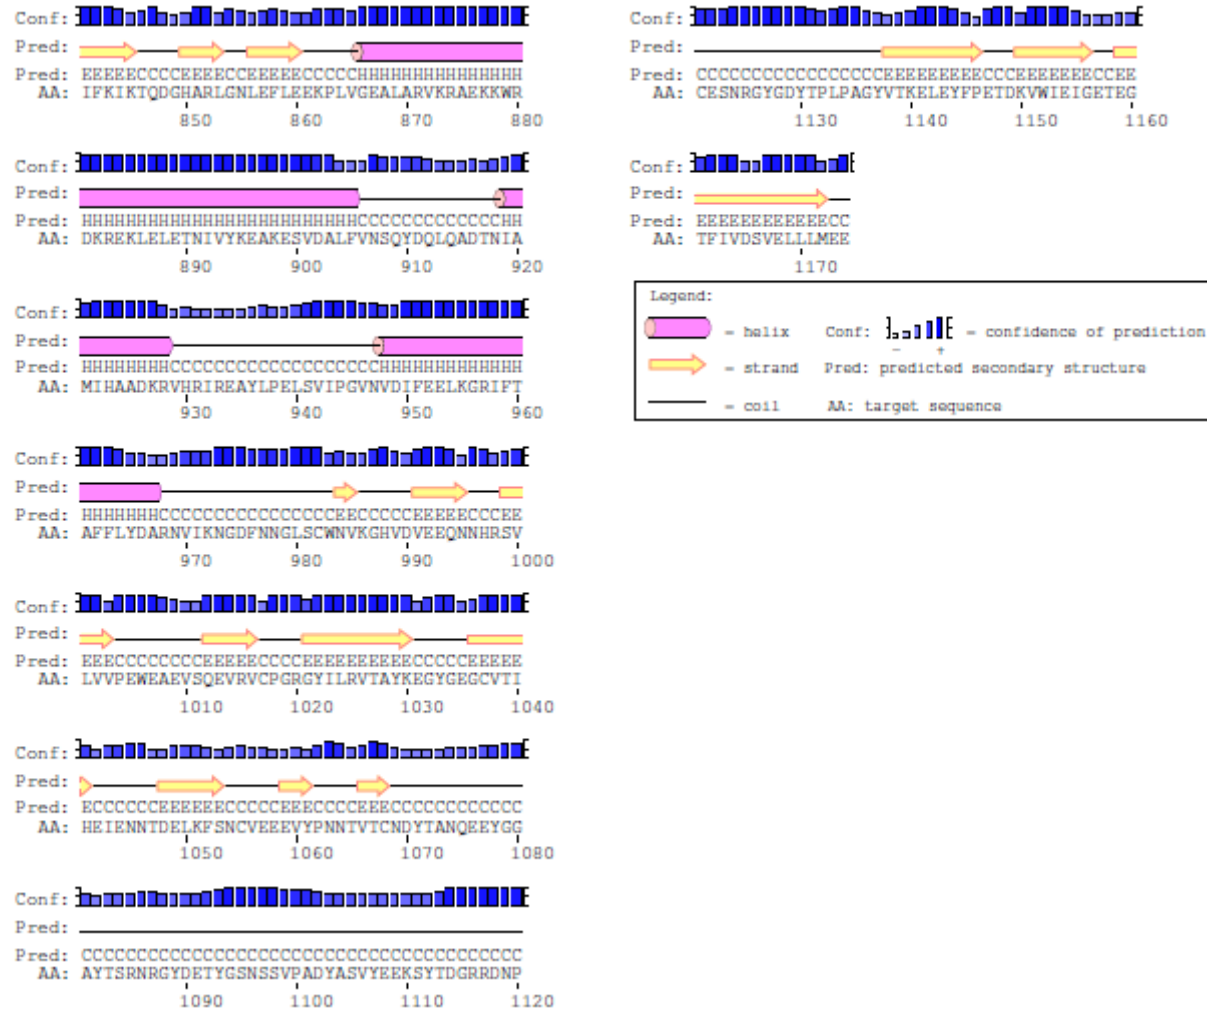 Conf:
Pred:
Pred: EEEEECCCCEEEECCEEEEECCCCCHHHHHHHHHHHHHHH
AA: IFKIKTQDGHARLGNLEFLEEKPLVGEALARVKRAEKKWR
850 860 870 880
Conf:
Pred:
Pred: HHHHHHHHHHHHHHHHHHHHHHHHHCCCCCCCCCCCCCHH
AA: DKREKLELETNIVYKEAKESVDALFVNSQYDQLQADTNIA
890 900 910 920
Conf:
Pred:
Pred: HHHHHHHHCCCCCCCCCCCCCCCCCCCHHHHHHHHHHHHH
AA: MIHAADKRVHRIREAYLPELSVIPGVNVDIFEELKGRIFT
930 940 950 960
Conf:
Pred:
Pred: HHHHHHHCCCCCCCCCCCCCCCCEECCCCCEEEEECCCEE
AA: AFFLYDARNVIKNGDFNNGLSCWNVKGHVDVEEQNNHRSV
970 980 990 1000
Conf:
Pred:
Pred: EEECCCCCCCCEEEEECCCCEEEEEEEEEECCCCCEEEEE
AA: LVVPEWEAEVSQEVRVCPGRGYILRVTAYKEGYGEGCVTI
1010 1020 1030 1040
Conf:
Pred:
Pred: ECCCCCCEEEEEECCCCCEEECCCCEEECCCCCCCCCCCC
AA: HEIENNTDELKFSNCVEEEVYPNNTVTCNDYTANQEEYGG
1050 1060 1070 1080
Conf:
Pred:
Pred: CCCCCCCCCCCCCCCCCCCCCCCCCCCCCCCCCCCCCCCC
AA: AYTSRNRGYDETYGSNSSVPADYASVYEEKSYTDGRRDNP
1090 1100 1110 1120
Conf:
Pred:
Pred: CCCCCCCCCCCCCCCCCEEEEEEEEECCCEEEEEEECCEE
AA: CESNRGYGDYTPLPAGYVTKELEYFPETDKVWIEIGETEG
1130 1140 1150 1160
Conf:
Pred:
Pred: EEEEEEEEEEEECC
AA: TFIVDSVELLLMEE
1170
Legend:
= helix Conf: = confidence of prediction
- +
= strand Pred: predicted secondary structure
= coil AA: target sequence